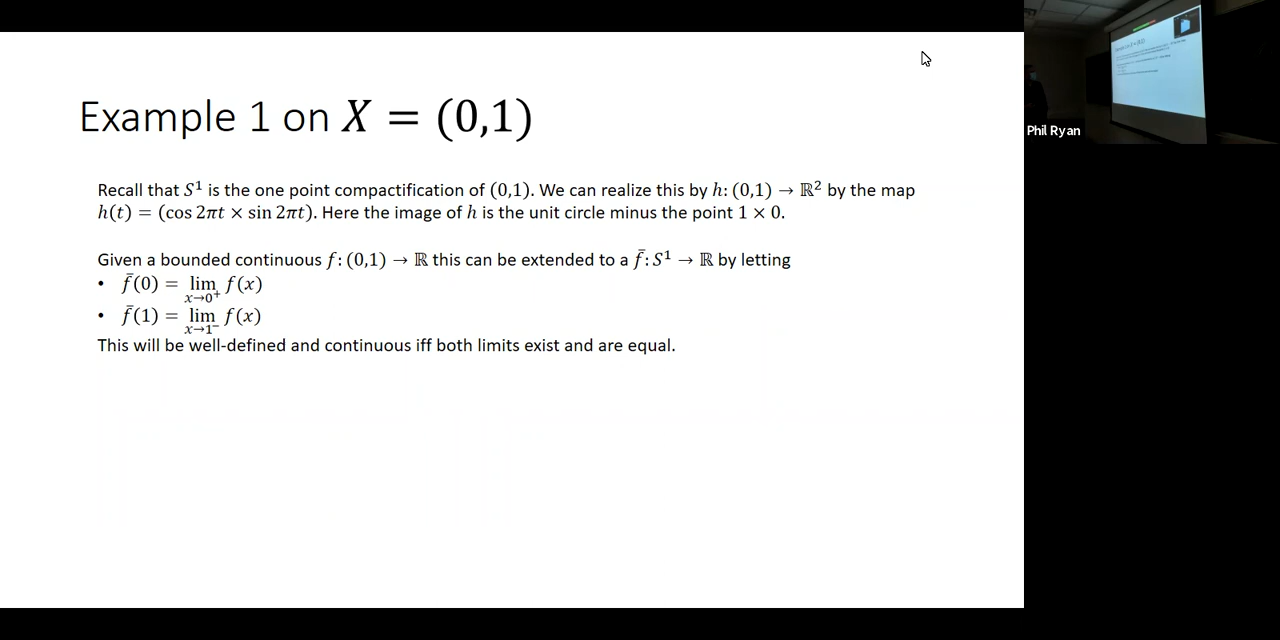 Example 1 on X = (0,1)
Recall that S¹ is the one point compactification of (0,1). We can realize this by h: (0,1) → ℝ² by the map
h(t) = (cos 2πt × sin 2πt). Here the image of h is the unit circle minus the point 1 × 0.
Given a bounded continuous f: (0,1) → ℝ this can be extended to a f̄: S¹ → ℝ by letting
• f̄(0) = lim x→0⁺ f(x)
• f̄(1) = lim x→1⁻ f(x)
This will be well-defined and continuous iff both limits exist and are equal.
Phil Ryan